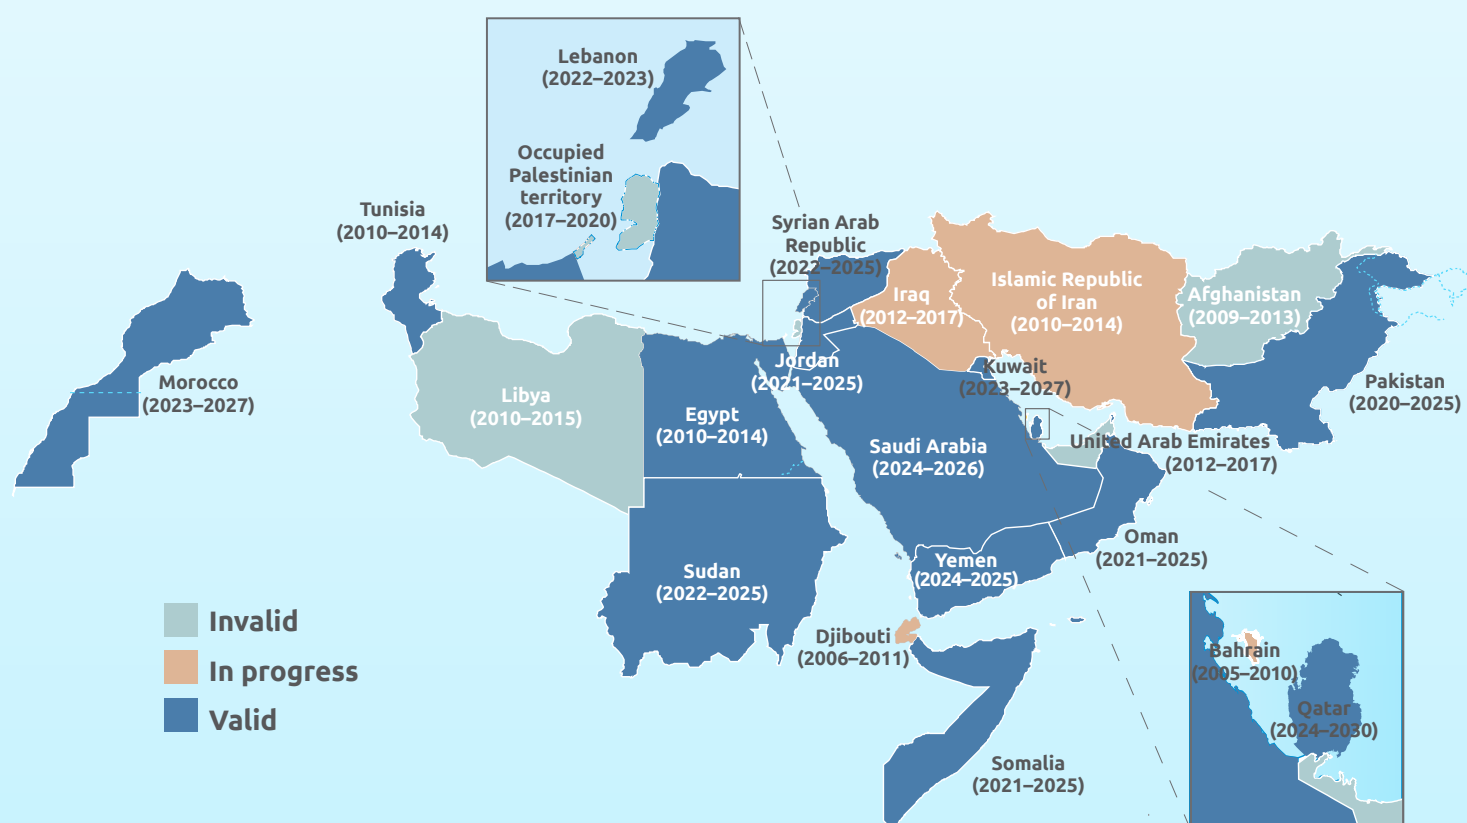 Lebanon
(2022–2023)
Occupied
Palestinian
territory
(2017–2020)
Tunisia
(2010–2014)
Syrian Arab
Republic
(2022–2025)
Morocco
(2023–2027)
Libya
(2010–2015)
Egypt
(2010–2014)
Jordan
(2021–2025)
Iraq
(2012–2017)
Islamic Republic
of Iran
(2010–2014)
Afghanistan
(2009–2013)
Kuwait
(2023–2027)
Pakistan
(2020–2025)
Saudi Arabia
(2024–2026)
United Arab Emirates
(2012–2017)
Oman
(2021–2025)
Yemen
(2024–2025)
Sudan
(2022–2025)
Djibouti
(2006–2011)
Somalia
(2021–2025)
Bahrain
(2005–2010)
Qatar
(2024–2030)
Invalid
In progress
Valid